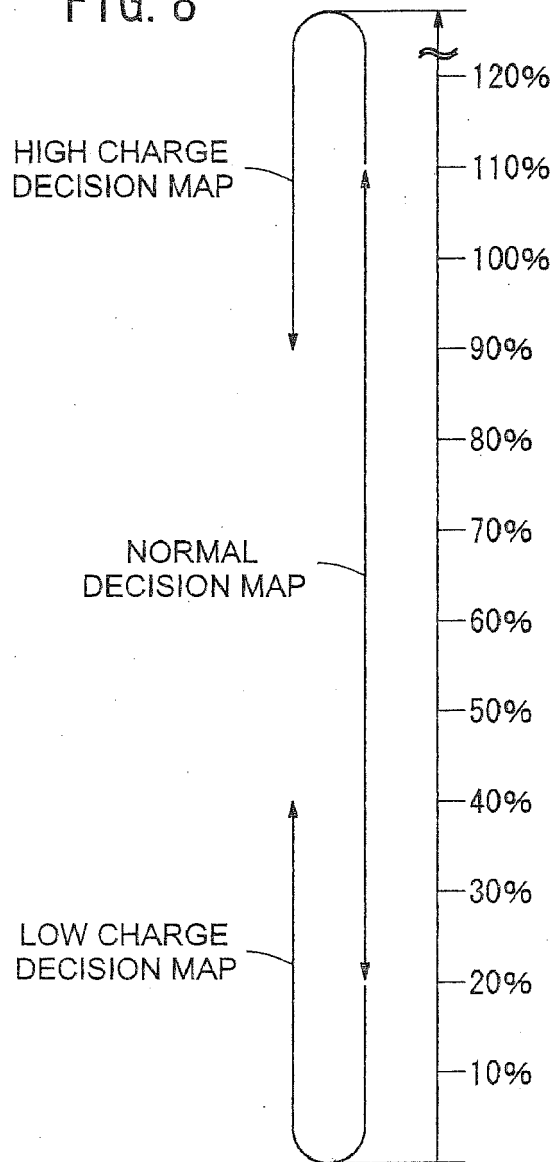 FIG. 8
120%
HIGH CHARGE
DECISION MAP
110%
100%
90%
80%
70%
NORMAL
DECISION MAP
60%
50%
40%
30%
LOW CHARGE
DECISION MAP
20%
10%